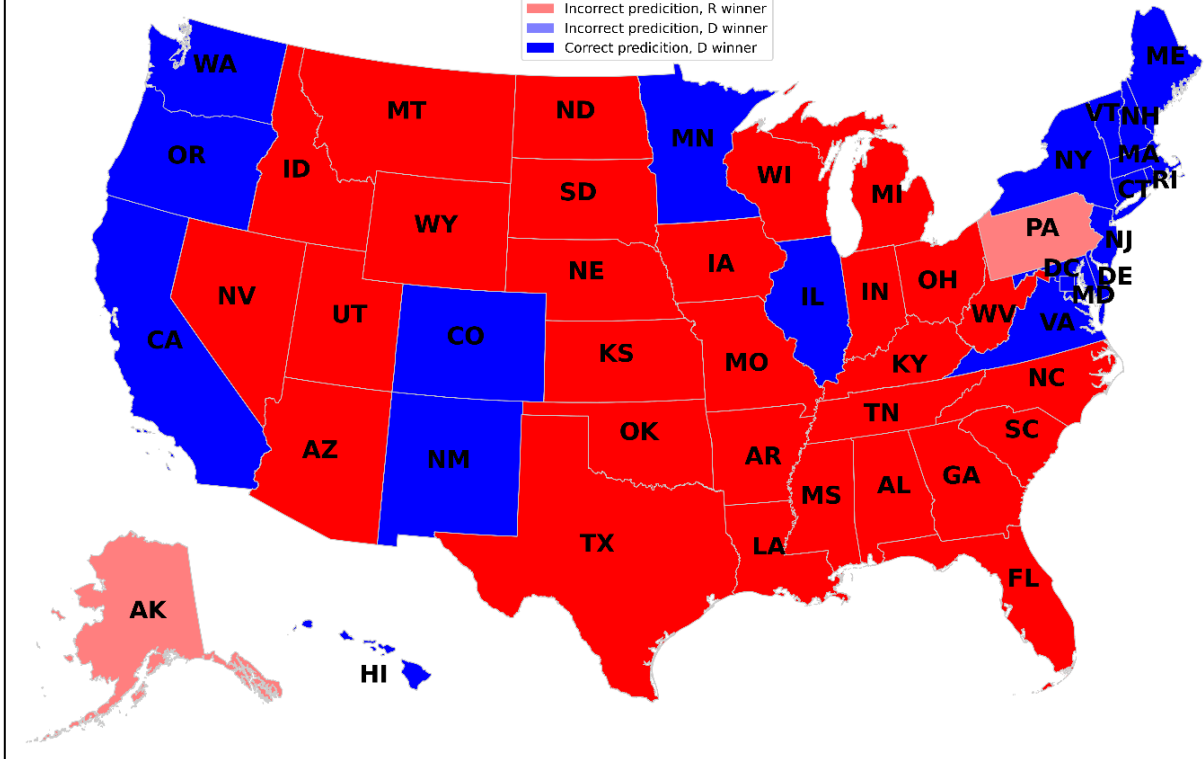 Incorrect predicition, R winner
Incorrect predicition, D winner
Correct predicition, D winner
ME
WA
VT NH
MT
ND
MN
OR
MA
NY
ID
WI
RI
SD
CT
MI
WY
PA
NJ
IA
NE
DC
DE
OH
IN
NV
IL
MD
UT
WV
VA
CO
CA
KS
MO
KY
NC
TN
OK
SC
AZ
AR
NM
GA
AL
MS
TX
LA
FL
AK
HI